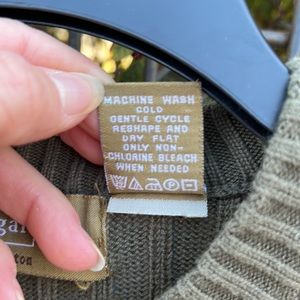 MACHINE WASH
COLD
GENTLE CYCLE
RESHAPE AND
DRY FLAT
ONLY NON-
CHLORINE BLEACH
WHEN NEEDED